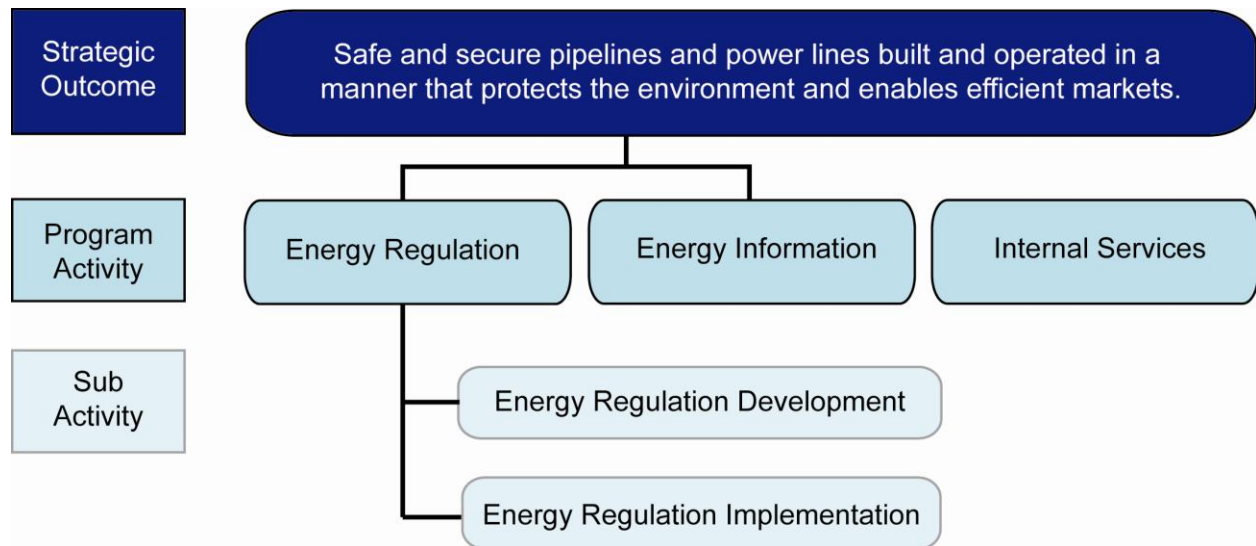 Strategic
Outcome
Safe and secure pipelines and power lines built and operated in a
manner that protects the environment and enables efficient markets.
Program
Activity
Energy Regulation
Energy Information
Internal Services
Sub
Activity
Energy Regulation Development
Energy Regulation Implementation